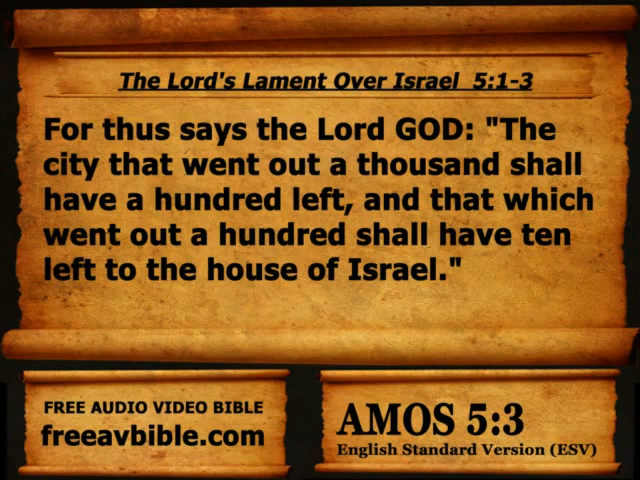 The Lord's Lament Over Israel  5:1-3
For thus says the Lord GOD: "The
city that went out a thousand shall
have a hundred left, and that which
went out a hundred shall have ten
left to the house of Israel."
FREE AUDIO VIDEO BIBLE
freeavbible.com
AMOS 5:3
English Standard Version (ESV)